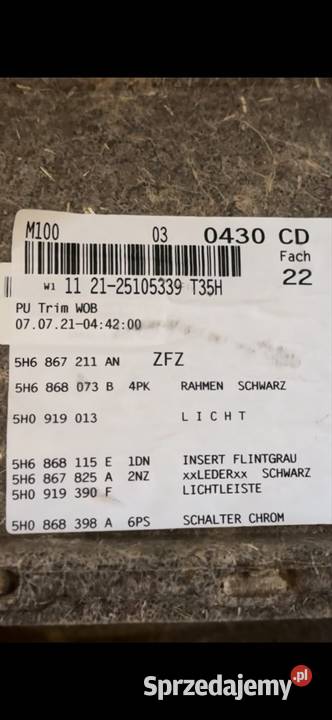 M100 03 0430 CD
Fach
W1 11 21-25105339 T35H 22
PU Trim WOB
07.07.21-04:42:00
5H6 867 211 AN ZFZ
5H6 868 073 B 4PK RAHMEN SCHWARZ
5H0 919 013 L I C H T
5H6 868 115 E 1DN INSERT FLINTGRAU
5H6 867 825 A 2NZ xxLEDERxx SCHWARZ
5H0 919 390 F LICHTLEISTE
5H0 868 398 A 6PS SCHALTER CHROM
Sprzedajemy.pl